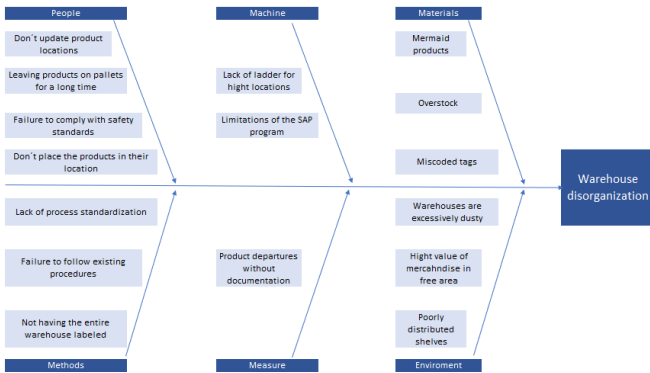 People
Machine
Materials
Don´t update product
locations
Leaving products on pallets
for a long time
Failure to comply with safety
standards
Don´t place the products in their
location
Lack of ladder for
hight locations
Limitations of the SAP
program
Mermaid
products
Overstock
Miscoded tags
Warehouse
disorganization
Lack of process standardization
Failure to follow existing
procedures
Not having the entire
warehouse labeled
Product departures
without
documentation
Warehouses are
excessively dusty
Hight value of
mercahndise in
free area
Poorly
distributed
shelves
Methods
Measure
Enviroment